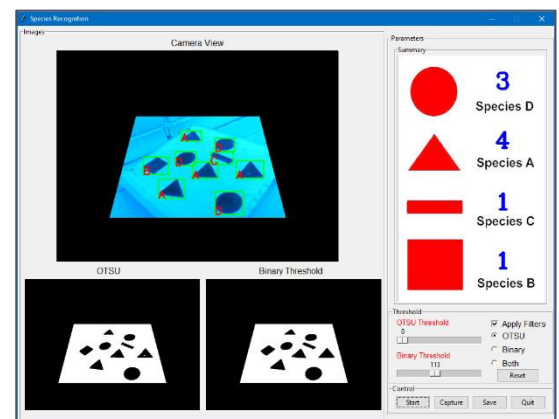 Species Recognition
Images
Camera View
A
D
B
D
C
A
A
A
D
OTSU
Binary Threshold
Parameters
Summary
3
Species D
4
Species A
1
Species C
1
Species B
Threshold
OTSU Threshold
0
Binary Threshold
113
Apply Filters
OTSU
Binary
Both
Reset
Control
Start
Capture
Save
Quit